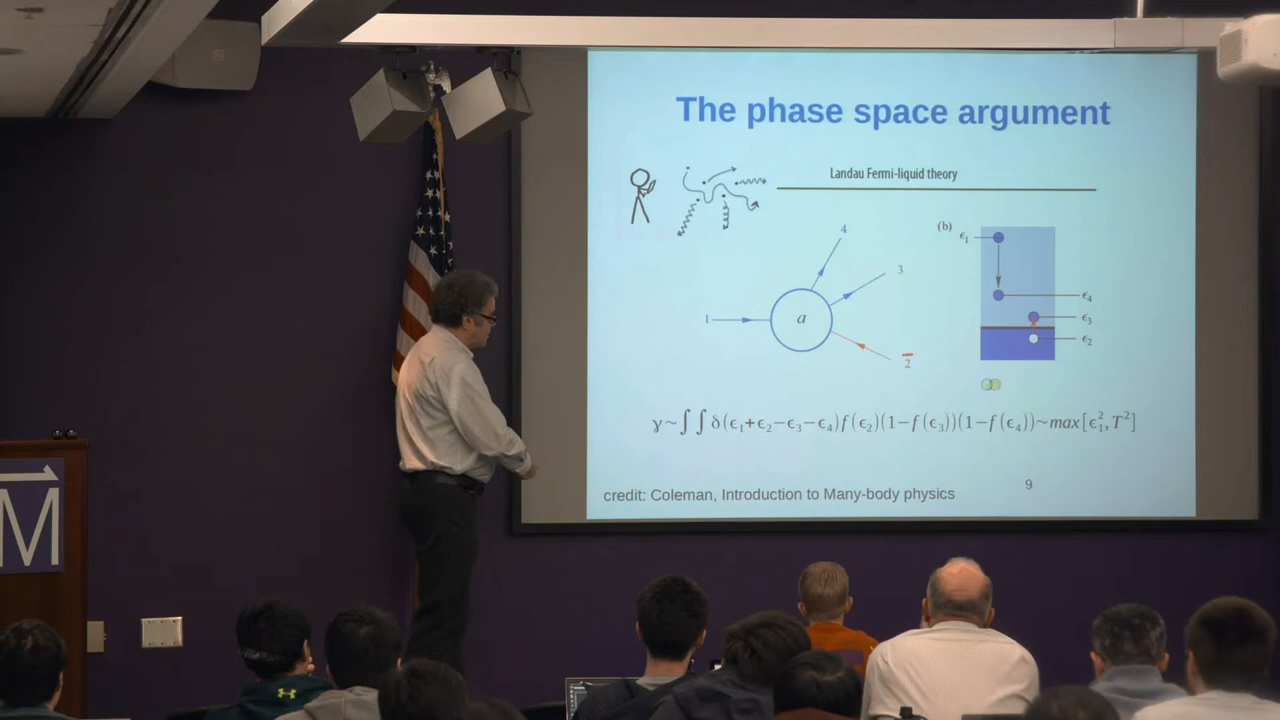 The phase space argument
Landau Fermi-liquid theory
4
(b)
ϵ₁
3
1
a
ϵ₄
ϵ₃
ϵ₂
2̅
γ~∫∫δ(ϵ₁+ϵ₂−ϵ₃−ϵ₄)f(ϵ₂)(1−f(ϵ₃))(1−f(ϵ₄))~max[ϵ₁²,T²]
9
credit: Coleman, Introduction to Many-body physics
M